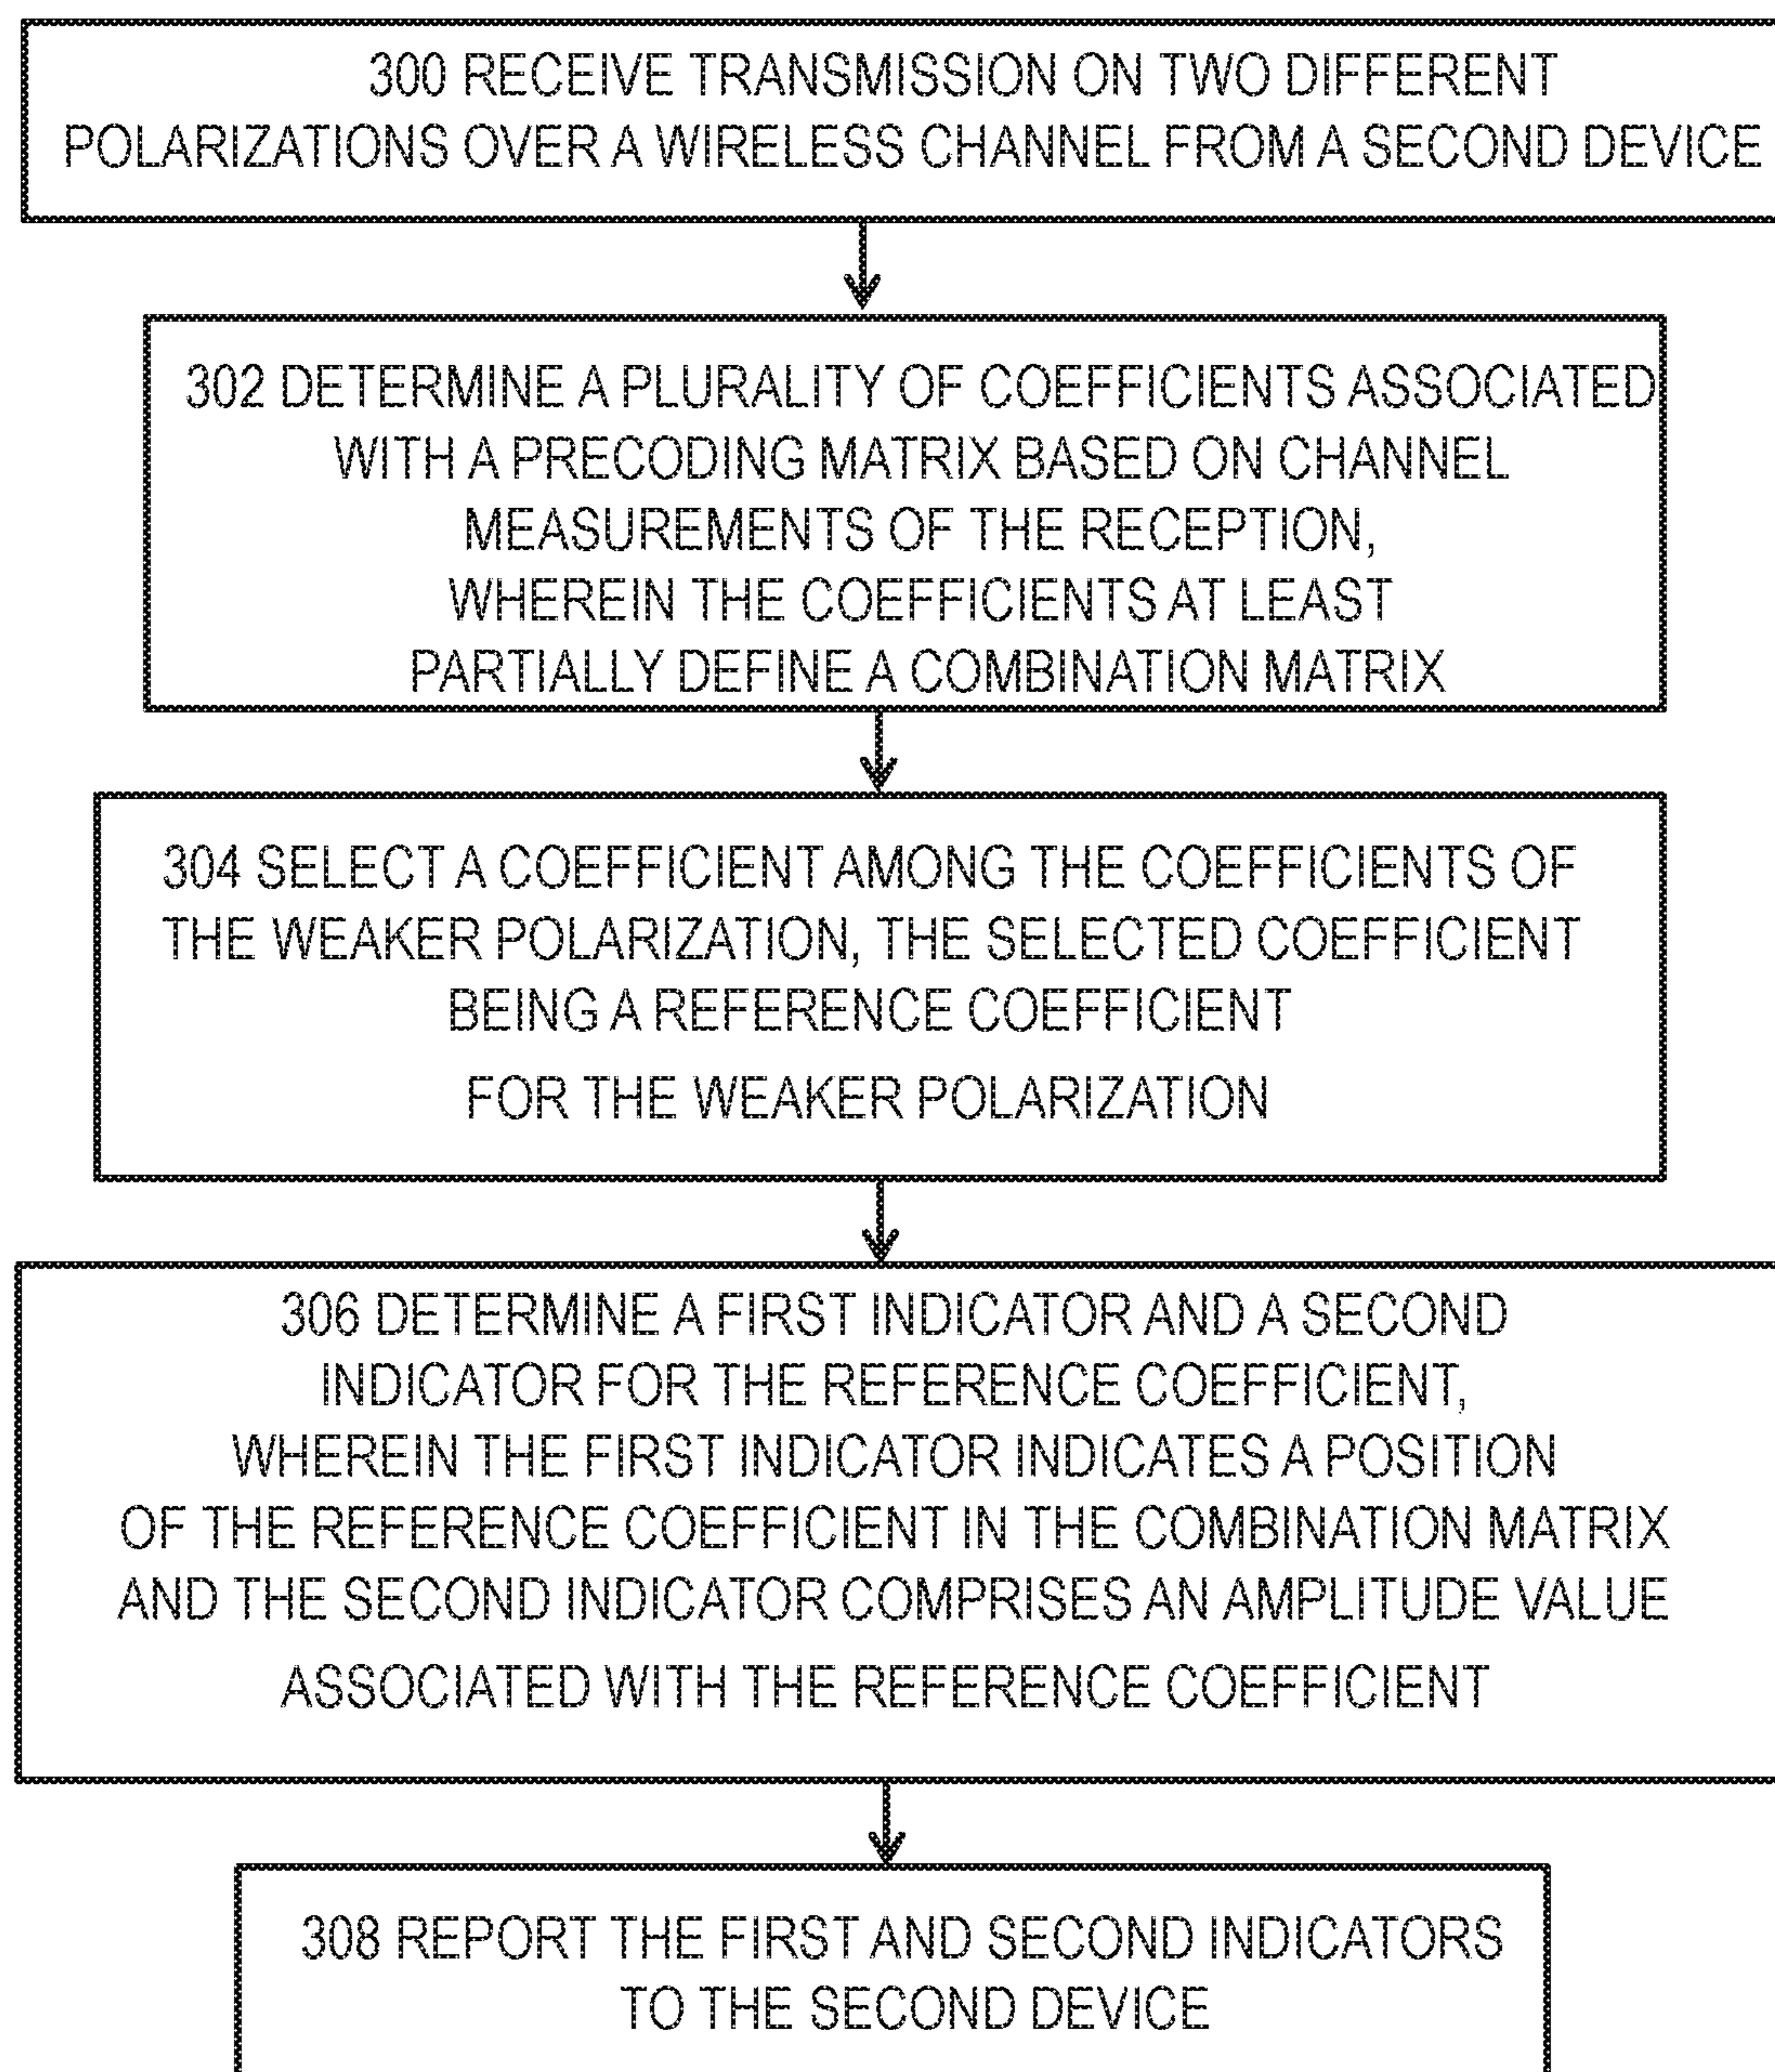 300 RECEIVE TRANSMISSION ON TWO DIFFERENT
POLARIZATIONS OVER A WIRELESS CHANNEL FROM A SECOND DEVICE
302 DETERMINE A PLURALITY OF COEFFICIENTS ASSOCIATED
WITH A PRECODING MATRIX BASED ON CHANNEL
MEASUREMENTS OF THE RECEPTION,
WHEREIN THE COEFFICIENTS AT LEAST
PARTIALLY DEFINE A COMBINATION MATRIX
304 SELECT A COEFFICIENT AMONG THE COEFFICIENTS OF
THE WEAKER POLARIZATION, THE SELECTED COEFFICIENT
BEING A REFERENCE COEFFICIENT
FOR THE WEAKER POLARIZATION
306 DETERMINE A FIRST INDICATOR AND A SECOND
INDICATOR FOR THE REFERENCE COEFFICIENT,
WHEREIN THE FIRST INDICATOR INDICATES A POSITION
OF THE REFERENCE COEFFICIENT IN THE COMBINATION MATRIX
AND THE SECOND INDICATOR COMPRISES AN AMPLITUDE VALUE
ASSOCIATED WITH THE REFERENCE COEFFICIENT
308 REPORT THE FIRST AND SECOND INDICATORS
TO THE SECOND DEVICE